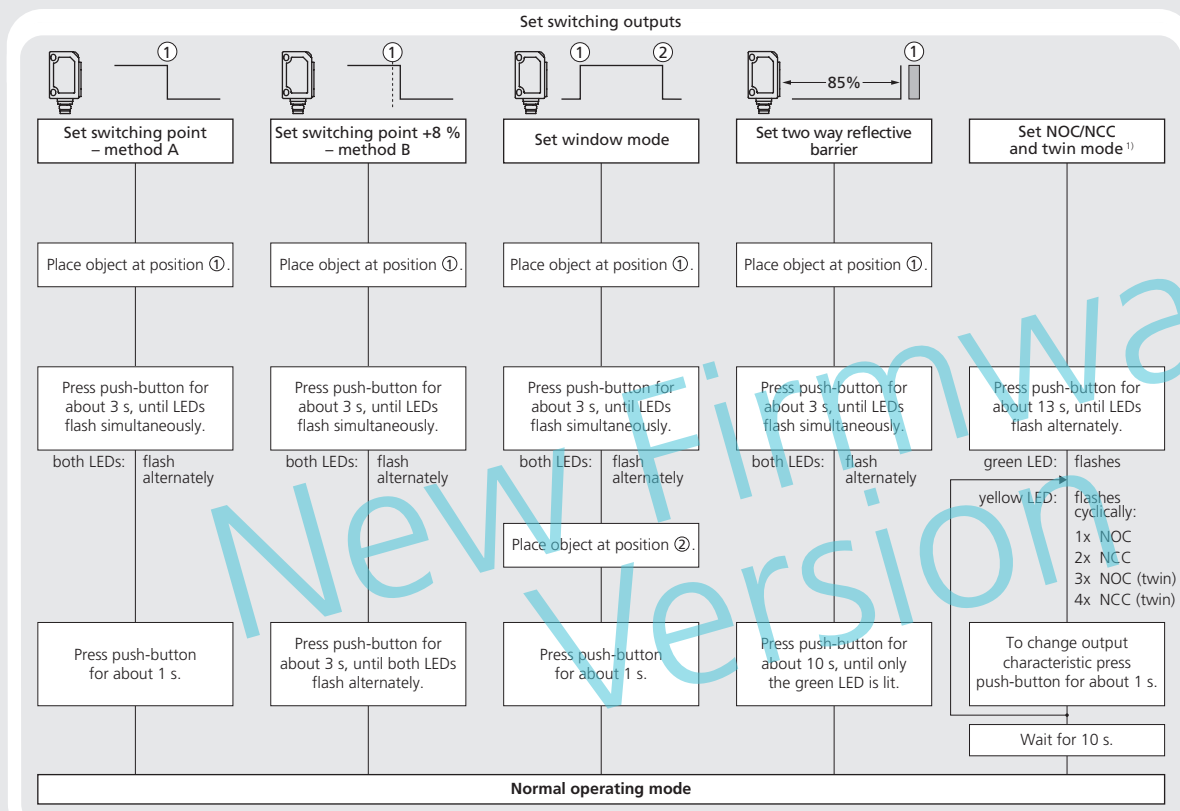 Set switching outputs
①
Set switching point
– method A
Place object at position ①.
Press push-button for
about 3 s, until LEDs
flash simultaneously.
both LEDs: flash
alternately
Press push-button
for about 1 s.
①
Set switching point +8 %
– method B
Place object at position ①.
Press push-button for
about 3 s, until LEDs
flash simultaneously.
both LEDs: flash
alternately
Press push-button for
about 3 s, until both LEDs
flash alternately.
① ②
Set window mode
Place object at position ①.
Press push-button for
about 3 s, until LEDs
flash simultaneously.
both LEDs: flash
alternately
Place object at position ②.
Press push-button
for about 1 s.
①
85%
Set two way reflective
barrier
Place object at position ①.
Press push-button for
about 3 s, until LEDs
flash simultaneously.
both LEDs: flash
alternately
Press push-button for
about 10 s, until only
the green LED is lit.
Set NOC/NCC
and twin mode 1)
Press push-button for
about 13 s, until LEDs
flash alternately.
green LED: flashes
yellow LED: flashes
cyclically:
1x NOC
2x NCC
3x NOC (twin)
4x NCC (twin)
To change output
characteristic press
push-button for about 1 s.
Wait for 10 s.
Normal operating mode
New Firmwa
Version